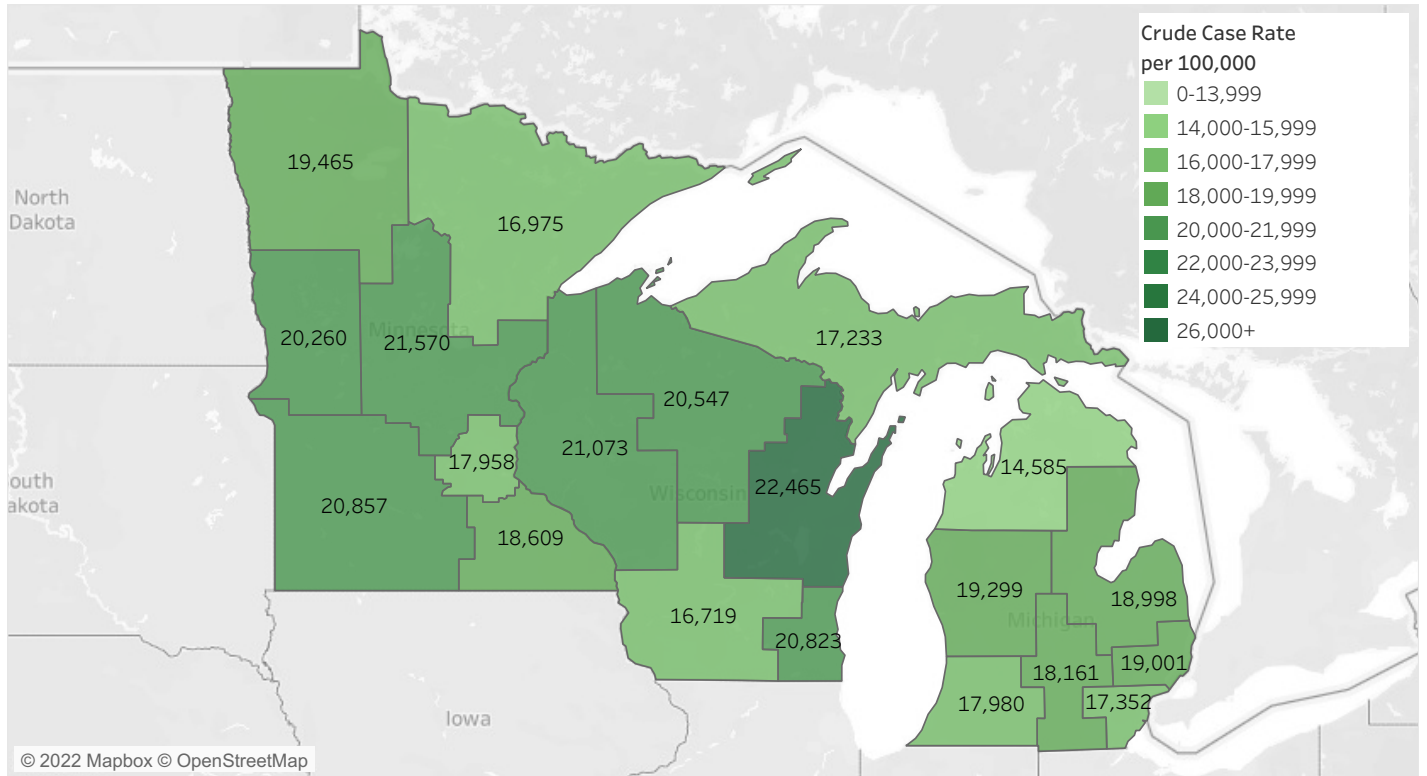 Crude Case Rate
per 100,000
0-13,999
14,000-15,999
16,000-17,999
18,000-19,999
20,000-21,999
22,000-23,999
24,000-25,999
26,000+
19,465
North
Dakota
16,975
20,260
Minnesota
21,570
17,233
20,547
21,073
17,958
14,585
outh
akota
20,857
Wisconsin
22,465
18,609
19,299
18,998
16,719
Michigan
20,823
18,161
19,001
17,980
17,352
Iowa
© 2022 Mapbox © OpenStreetMap